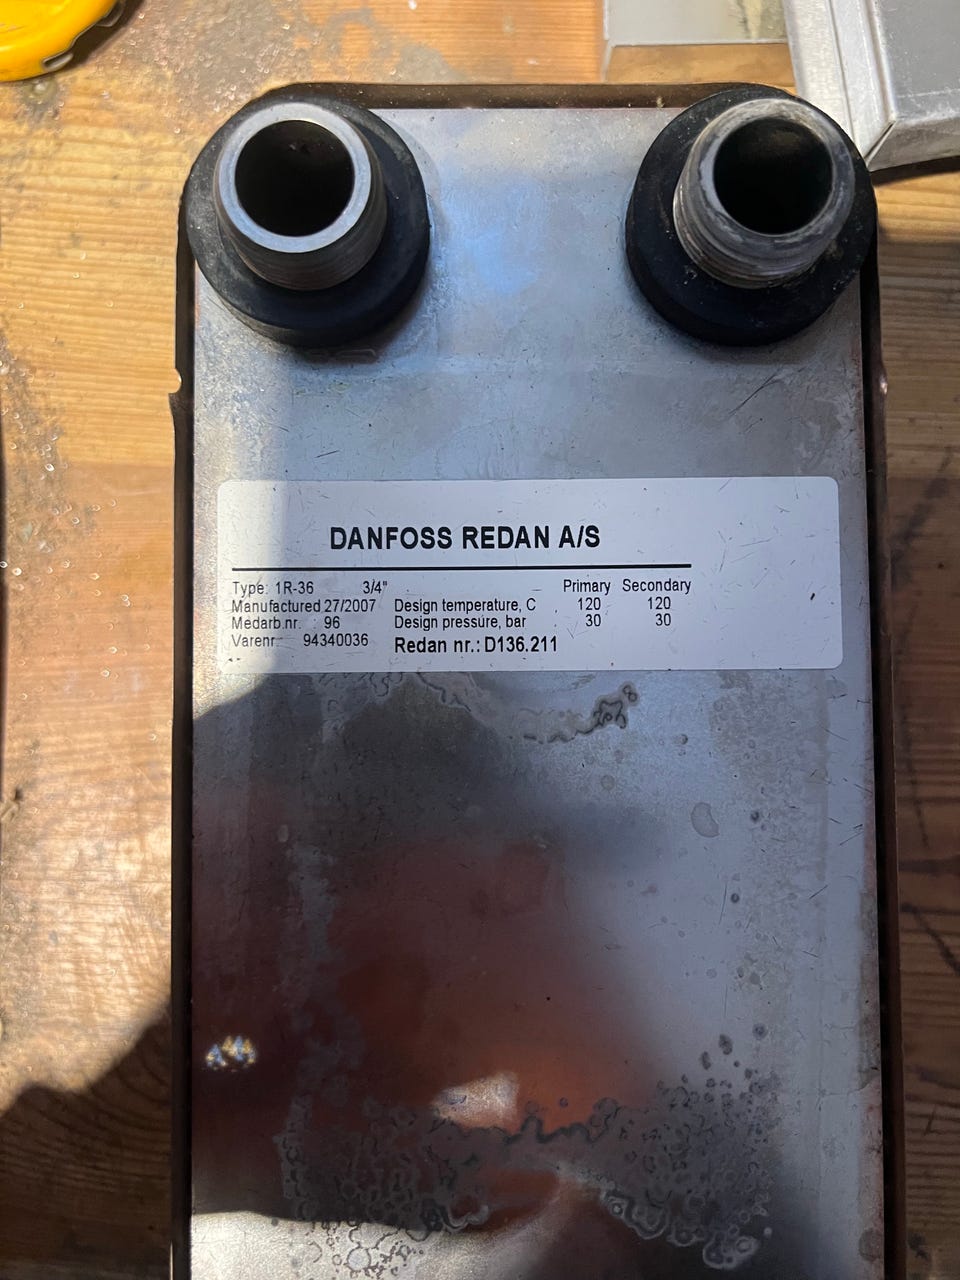 DANFOSS REDAN A/S
Type: 1R-36 3/4" Primary Secondary
Manufactured 27/2007 Design temperature, C 120 120
Medarb.nr. : 96 Design pressure, bar 30 30
Varenr.: 94340036 Redan nr.: D136.211